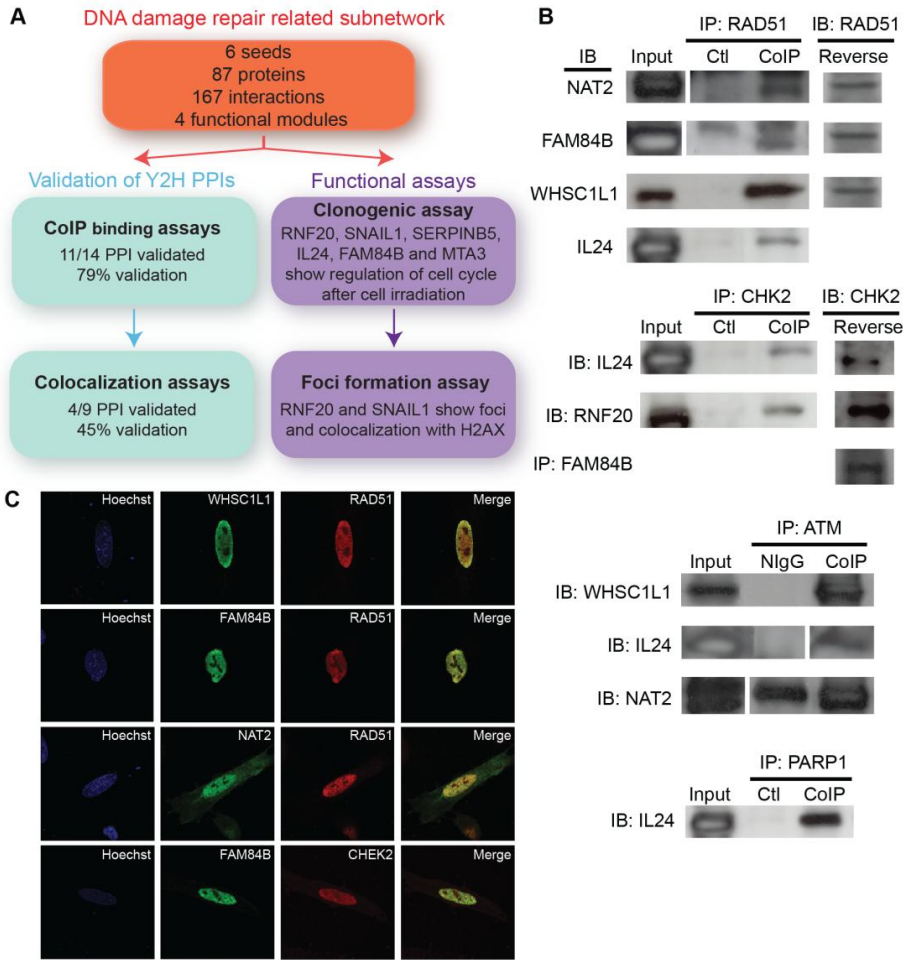 A
DNA damage repair related subnetwork
6 seeds
87 proteins
167 interactions
4 functional modules
Validation of Y2H PPIs
Functional assays
CoIP binding assays
11/14 PPI validated
79% validation
Clonogenic assay
RNF20, SNAIL1, SERPINB5,
IL24, FAM84B and MTA3
show regulation of cell cycle
after cell irradiation
Colocalization assays
4/9 PPI validated
45% validation
Foci formation assay
RNF20 and SNAIL1 show foci
and colocalization with H2AX
B
IP: RAD51 IB: RAD51
IB Input Ctl CoIP Reverse
NAT2
FAM84B
WHSC1L1
IL24
IP: CHK2 IB: CHK2
Input Ctl CoIP Reverse
IB: IL24
IB: RNF20
IP: FAM84B
IP: ATM
Input NIgG CoIP
IB: WHSC1L1
IB: IL24
IB: NAT2
IP: PARP1
Input Ctl CoIP
IB: IL24
C
Hoechst WHSC1L1 RAD51 Merge
Hoechst FAM84B RAD51 Merge
Hoechst NAT2 RAD51 Merge
Hoechst FAM84B CHEK2 Merge